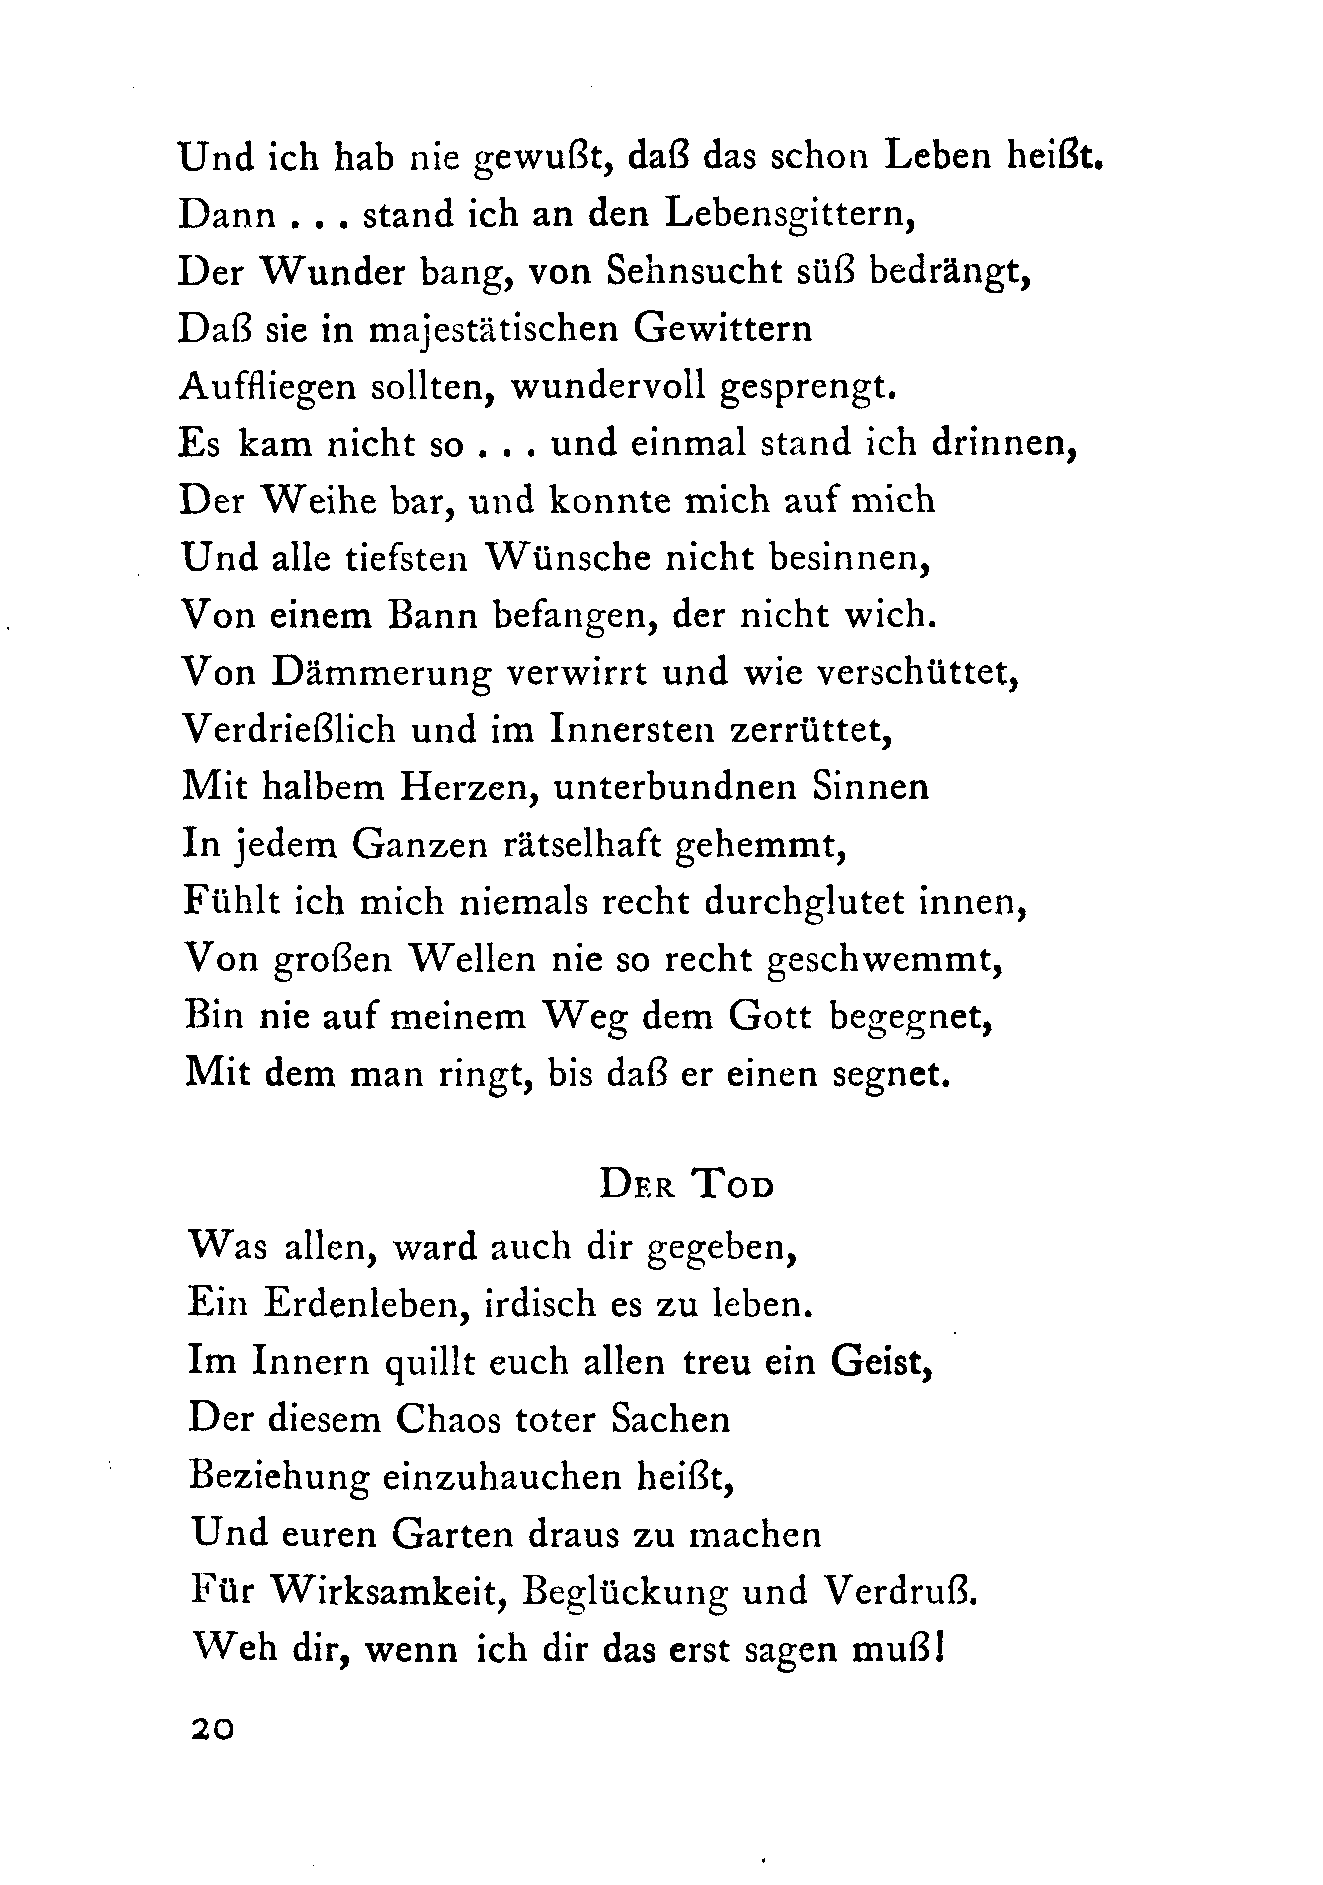 Und ich hab nie gewußt, daß das schon Leben heißt.
Dann . . . stand ich an den Lebensgittern,
Der Wunder bang, von Sehnsucht süß bedrängt,
Daß sie in majestätischen Gewittern
Auffliegen sollten, wundervoll gesprengt.
Es kam nicht so . . . und einmal stand ich drinnen,
Der Weihe bar, und konnte mich auf mich
Und alle tiefsten Wünsche nicht besinnen,
Von einem Bann befangen, der nicht wich.
Von Dämmerung verwirrt und wie verschüttet,
Verdrießlich und im Innersten zerrüttet,
Mit halbem Herzen, unterbundnen Sinnen
In jedem Ganzen rätselhaft gehemmt,
Fühlt ich mich niemals recht durchglutet innen,
Von großen Wellen nie so recht geschwemmt,
Bin nie auf meinem Weg dem Gott begegnet,
Mit dem man ringt, bis daß er einen segnet.
DER TOD
Was allen, ward auch dir gegeben,
Ein Erdenleben, irdisch es zu leben.
Im Innern quillt euch allen treu ein Geist,
Der diesem Chaos toter Sachen
Beziehung einzuhauchen heißt,
Und euren Garten draus zu machen
Für Wirksamkeit, Beglückung und Verdruß.
Weh dir, wenn ich dir das erst sagen muß!
20